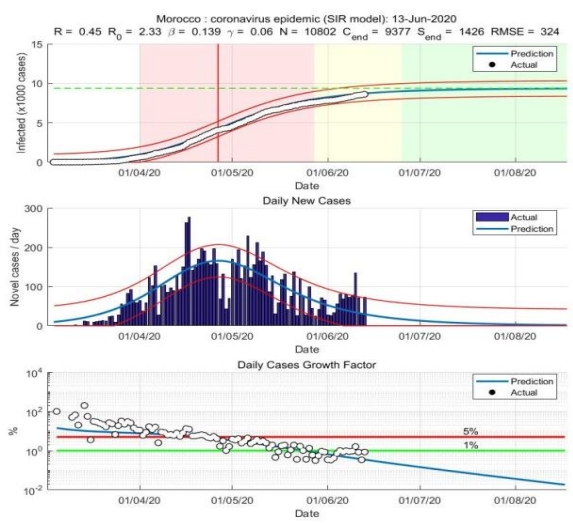 Morocco : coronavirus epidemic (SIR model): 13-Jun-2020
R = 0.45 R0 = 2.33 β = 0.139 γ = 0.06 N = 10802 Cend = 9377 Send = 1426 RMSE = 324
Infected (x1000 cases)
15
10
5
0
Prediction
Actual
01/04/20 01/05/20 01/06/20 01/07/20 01/08/20
Date
Daily New Cases
Novel cases / day
300
200
100
0
Actual
Prediction
01/04/20 01/05/20 01/06/20 01/07/20 01/08/20
Date
Daily Cases Growth Factor
%
10^4
10^2
10^0
10^-2
Prediction
Actual
5%
1%
01/04/20 01/05/20 01/06/20 01/07/20 01/08/20
Date